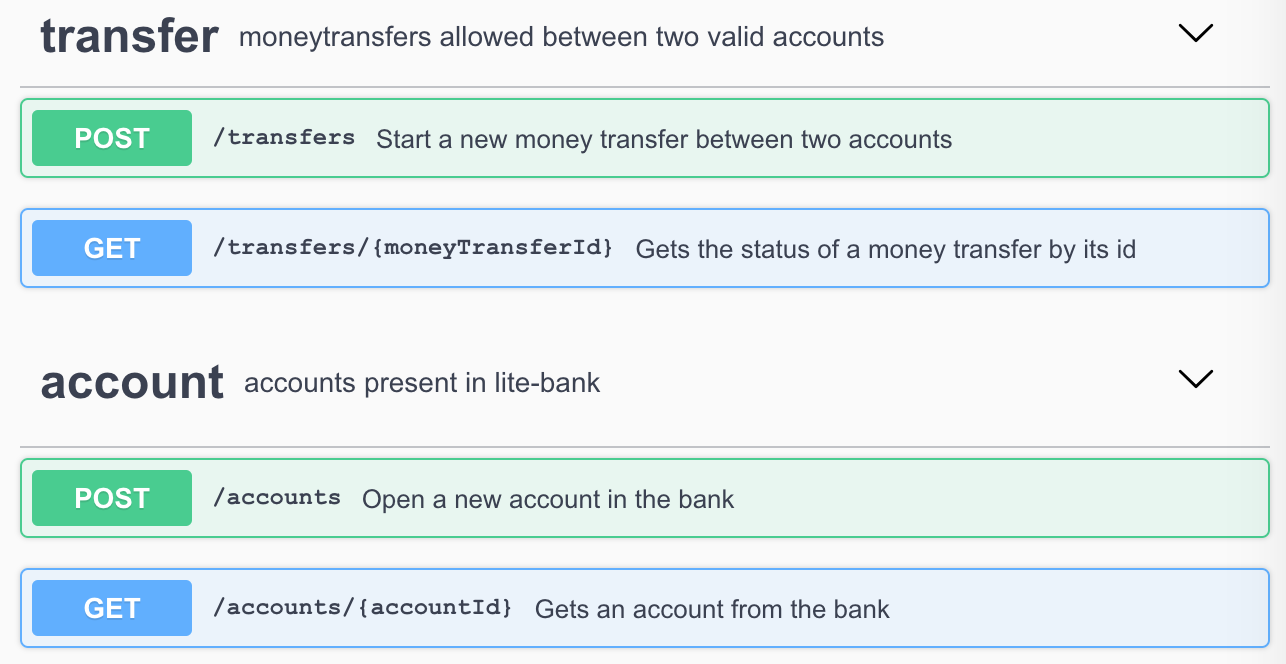 transfer moneytransfers allowed between two valid accounts
POST /transfers Start a new money transfer between two accounts
GET /transfers/{moneyTransferId} Gets the status of a money transfer by its id
account accounts present in lite-bank
POST /accounts Open a new account in the bank
GET /accounts/{accountId} Gets an account from the bank